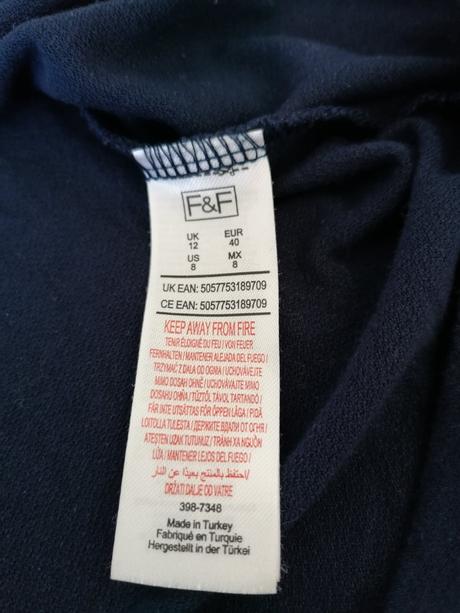 F&F
UK EUR
12 40
US MX
8 8
UK EAN: 5057753189709
CE EAN: 5057753189709
KEEP AWAY FROM FIRE
TENIR ÉLOIGNÉ DU FEU / VON FEUER
FERNHALTEN / MANTENER ALEJADA DEL FUEGO /
TRZYMAĆ Z DALA OD OGNIA / UCHOVÁVEJTE
MIMO DOSAH OHNĚ / UCHOVÁVAJTE MIMO
DOSAHU OHŇA / TŰZTŐL TÁVOL TARTANDÓ /
FÅR INTE UTSÄTTAS FÖR ÖPPEN LÅGA / PIDÄ
LOITOLLA TULESTA / ДЕРЖИТЕ ВДАЛИ ОТ ОГНЯ /
ATEŞTEN UZAK TUTUNUZ / TRÁNH XA NGUỒN
LỬA / MANTENER LEJOS DEL FUEGO /
احتفظ بالمنتج بعيدًا عن النار/
DRŽATI DALJE OD VATRE
398-7348
Made in Turkey
Fabriqué en Turquie
Hergestellt in der Türkei